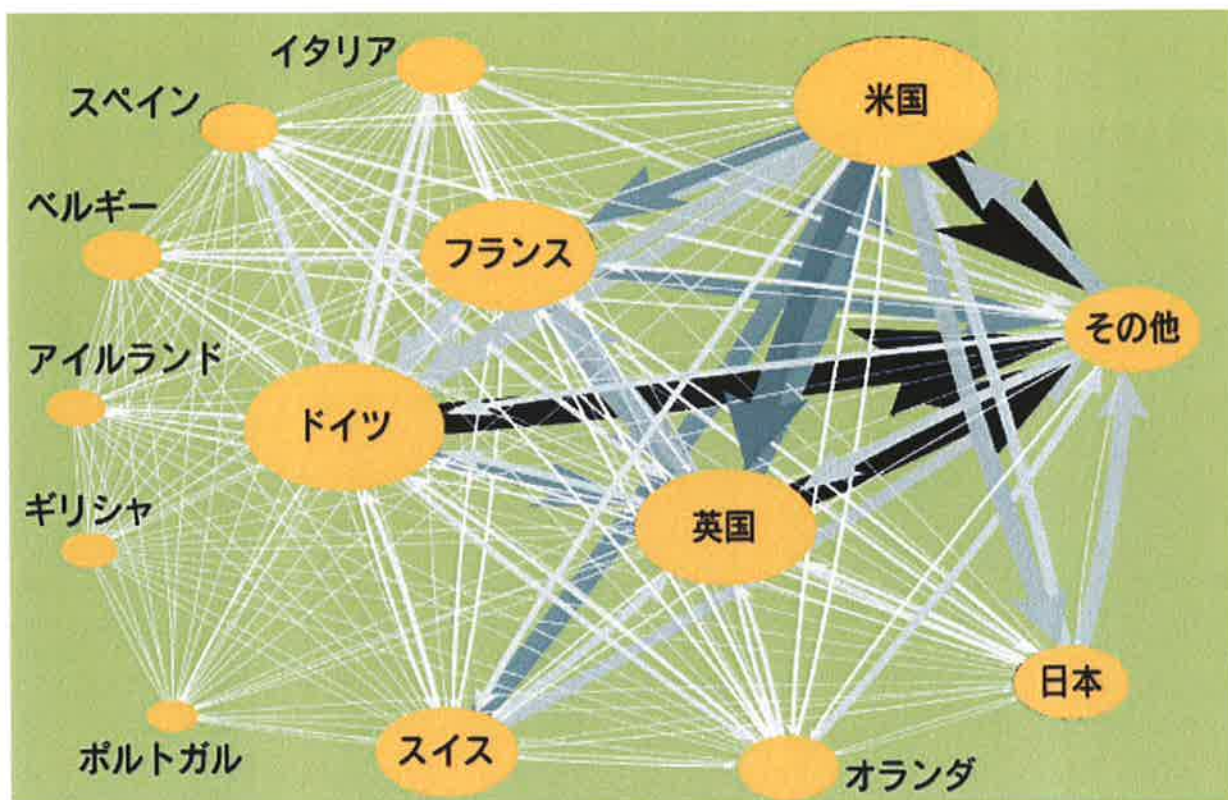 イタリア
米国
スペイン
ベルギー
フランス
その他
アイルランド
ドイツ
ギリシャ
英国
日本
スイス
ポルトガル
オランダ